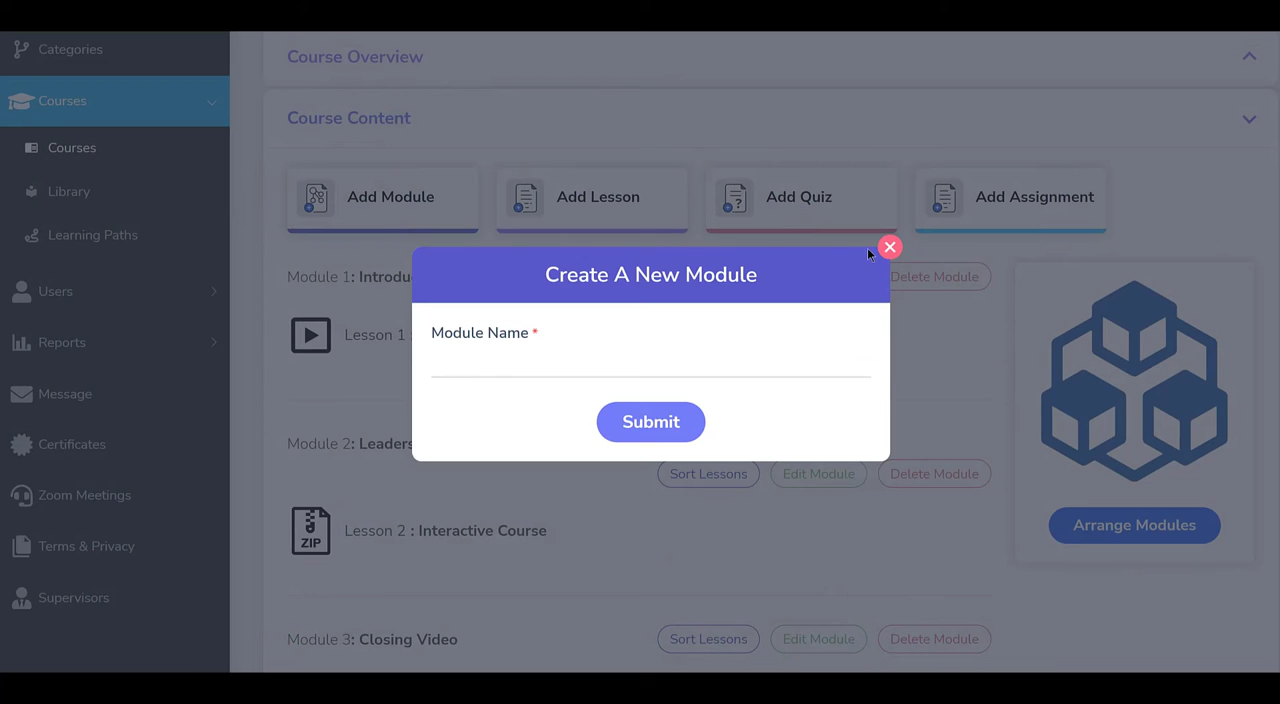 Categories
Courses
Courses
Library
Learning Paths
Users
Reports
Message
Certificates
Zoom Meetings
Terms & Privacy
Supervisors
Course Overview
Course Content
Add Module
Add Lesson
Add Quiz
Add Assignment
Module 1: Introdu
Delete Module
Create A New Module
Module Name *
Submit
Lesson 1 :
Module 2: Leaders
Sort Lessons
Edit Module
Delete Module
ZIP
Lesson 2 : Interactive Course
Module 3: Closing Video
Sort Lessons
Edit Module
Delete Module
Arrange Modules